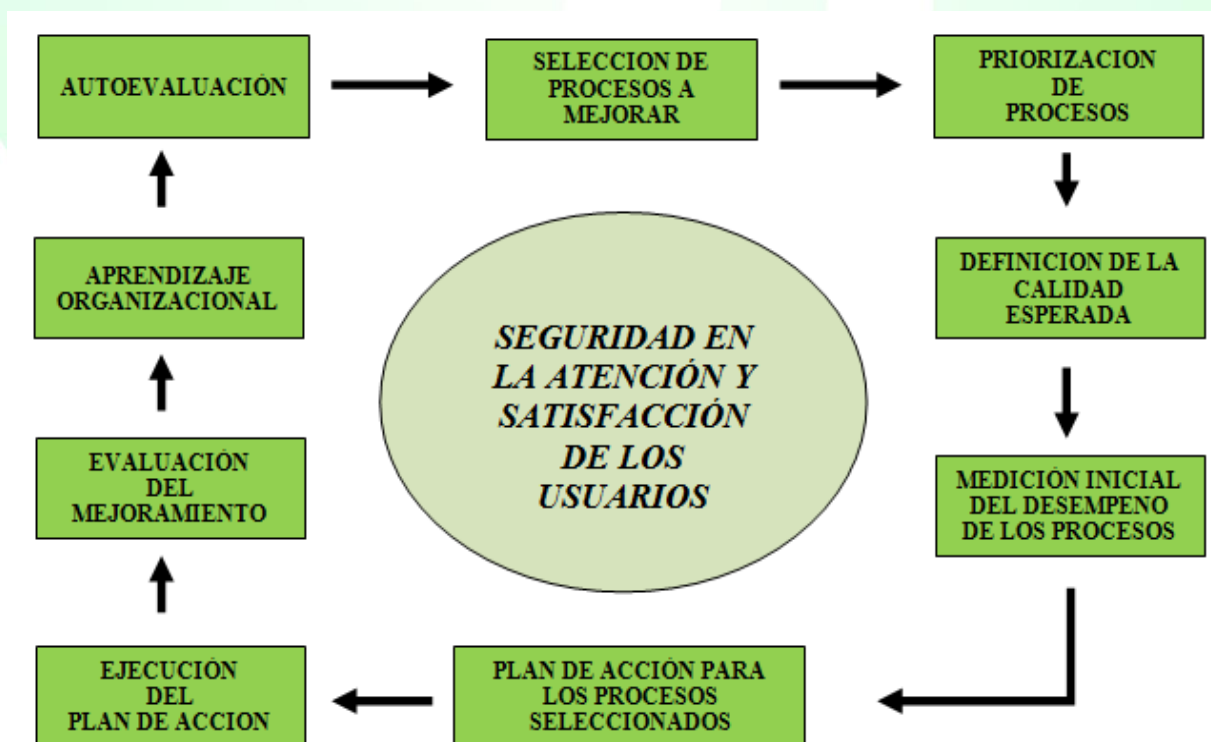 AUTOEVALUACIÓN
SELECCION DE
PROCESOS A
MEJORAR
PRIORIZACION
DE
PROCESOS
DEFINICION DE LA
CALIDAD
ESPERADA
MEDICIÓN INICIAL
DEL DESEMPENO
DE LOS PROCESOS
PLAN DE ACCIÓN PARA
LOS PROCESOS
SELECCIONADOS
EJECUCIÓN
DEL
PLAN DE ACCION
EVALUACIÓN
DEL
MEJORAMIENTO
APRENDIZAJE
ORGANIZACIONAL
SEGURIDAD EN
LA ATENCIÓN Y
SATISFACCIÓN
DE LOS
USUARIOS